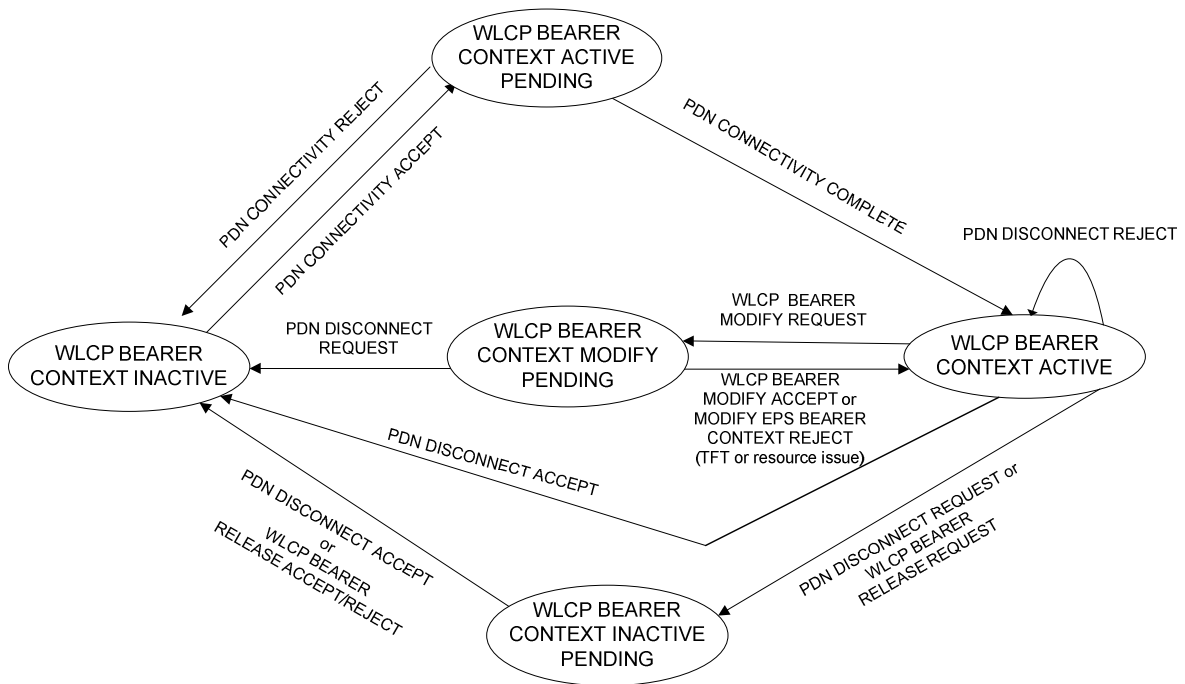 WLCP BEARER
CONTEXT ACTIVE
PENDING
PDN CONNECTIVITY REJECT
PDN CONNECTIVITY ACCEPT
PDN CONNECTIVITY COMPLETE
PDN DISCONNECT REJECT
WLCP BEARER
CONTEXT INACTIVE
PDN DISCONNECT
REQUEST
WLCP BEARER
CONTEXT MODIFY
PENDING
WLCP BEARER
MODIFY REQUEST
WLCP BEARER
CONTEXT ACTIVE
WLCP BEARER
MODIFY ACCEPT or
MODIFY EPS BEARER
CONTEXT REJECT
(TFT or resource issue)
PDN DISCONNECT ACCEPT
PDN DISCONNECT ACCEPT
or
WLCP BEARER
RELEASE ACCEPT/REJECT
PDN DISCONNECT REQUEST or
WLCP BEARER
RELEASE REQUEST
WLCP BEARER
CONTEXT INACTIVE
PENDING